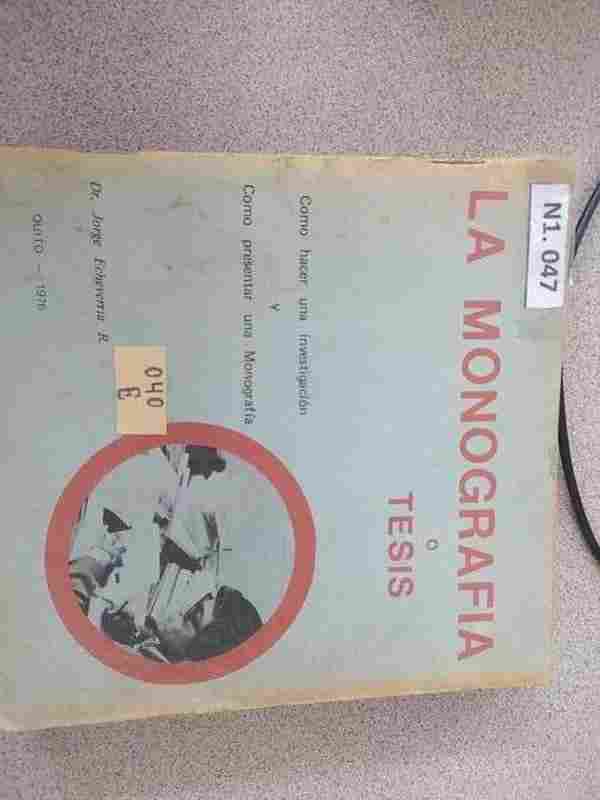 N1. 047
LA MONOGRAFIA
O
TESIS
Como hacer una investigación
Y
Como presentar una Monografía
040
E
Dr. Jorge Echeverría R.
QUITO — 1976